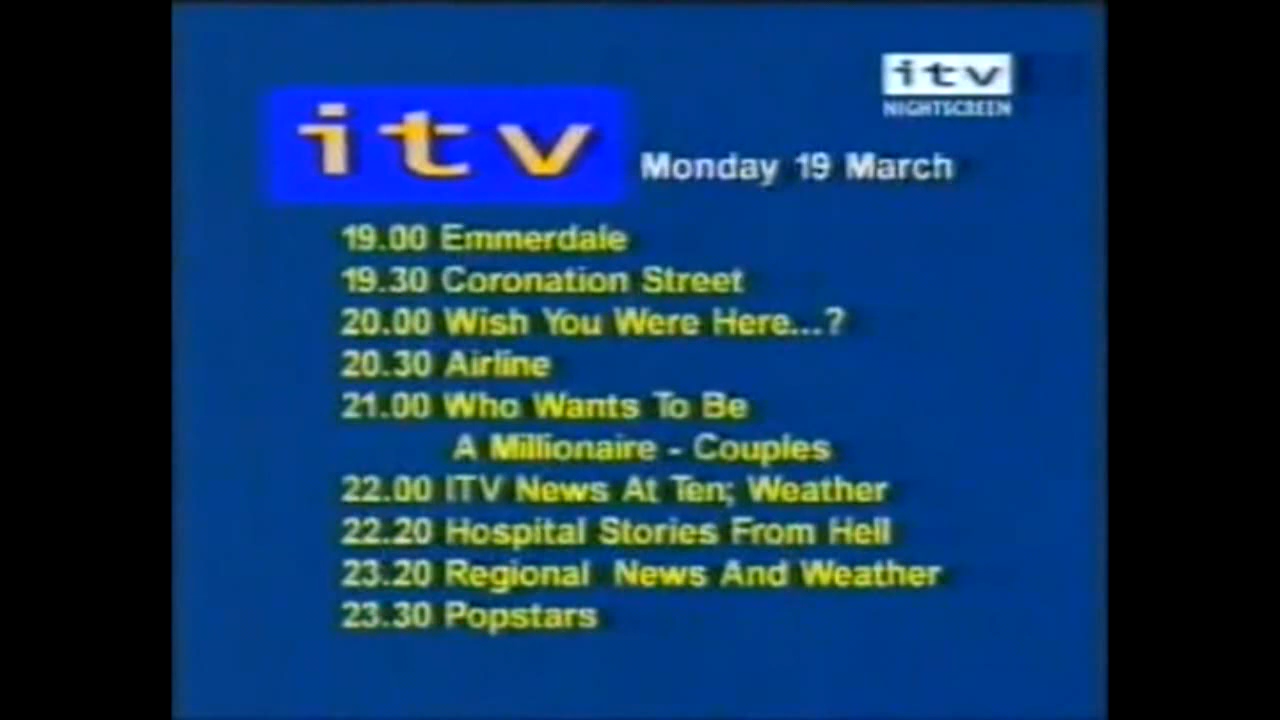 itv
NIGHTSCREEN
itv Monday 19 March
19.00 Emmerdale
19.30 Coronation Street
20.00 Wish You Were Here...?
20.30 Airline
21.00 Who Wants To Be
A Millionaire - Couples
22.00 ITV News At Ten; Weather
22.20 Hospital Stories From Hell
23.20 Regional News And Weather
23.30 Popstars